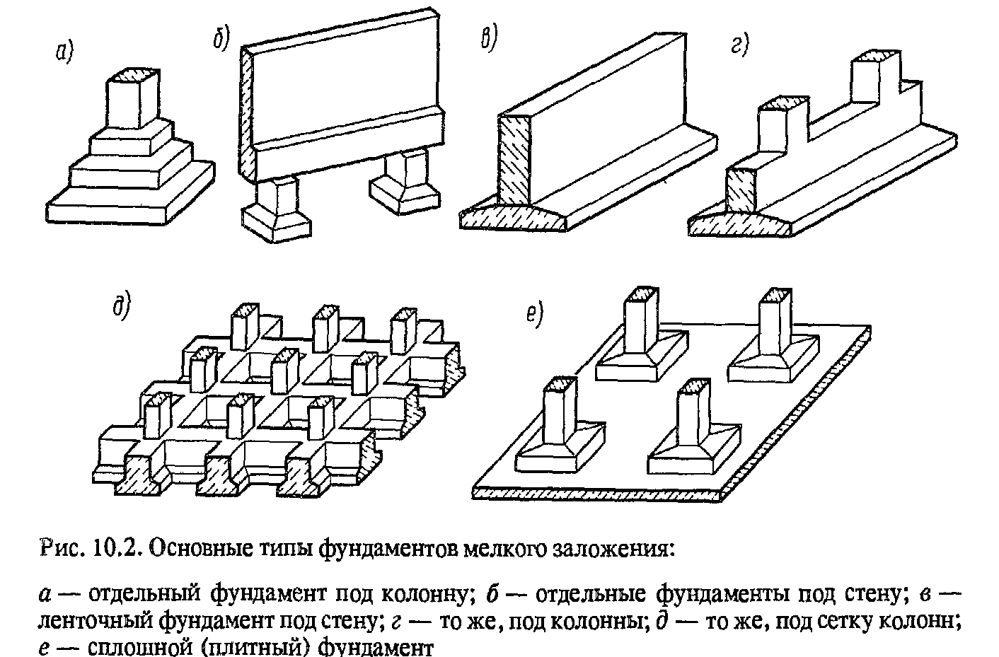 а)
б)
в)
г)
д)
е)
Рис. 10.2. Основные типы фундаментов мелкого заложения:
а — отдельный фундамент под колонну; б — отдельные фундаменты под стену; в —
ленточный фундамент под стену; г — то же, под колонны; д — то же, под сетку колонн;
е — сплошной (плитный) фундамент